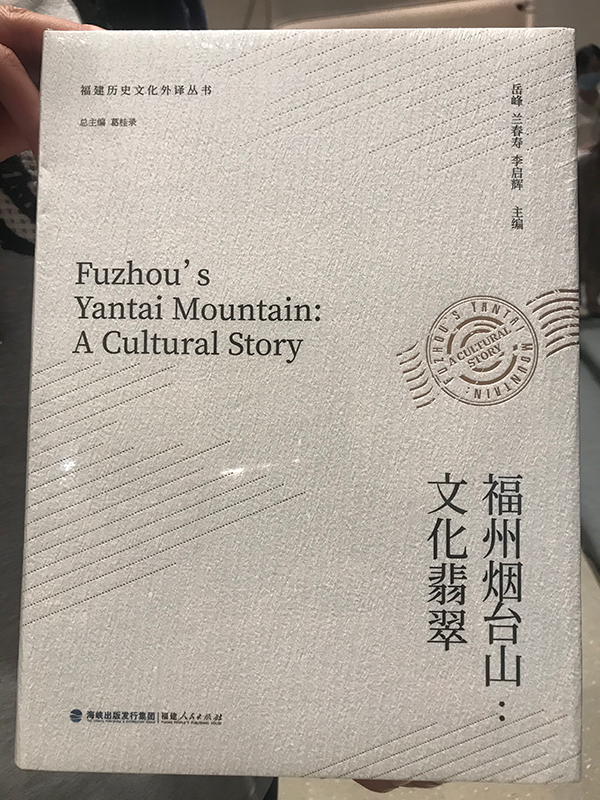 福建历史文化外译丛书
总主编 葛桂录
岳峰 兰春寿 李启辉 主编
Fuzhou's
Yantai Mountain:
A Cultural Story
FUZHOU'S YANTAI MOUNTAIN:
A CULTURAL
STORY
福州烟台山：
文化翡翠
海峡出版发行集团
福建人民出版社